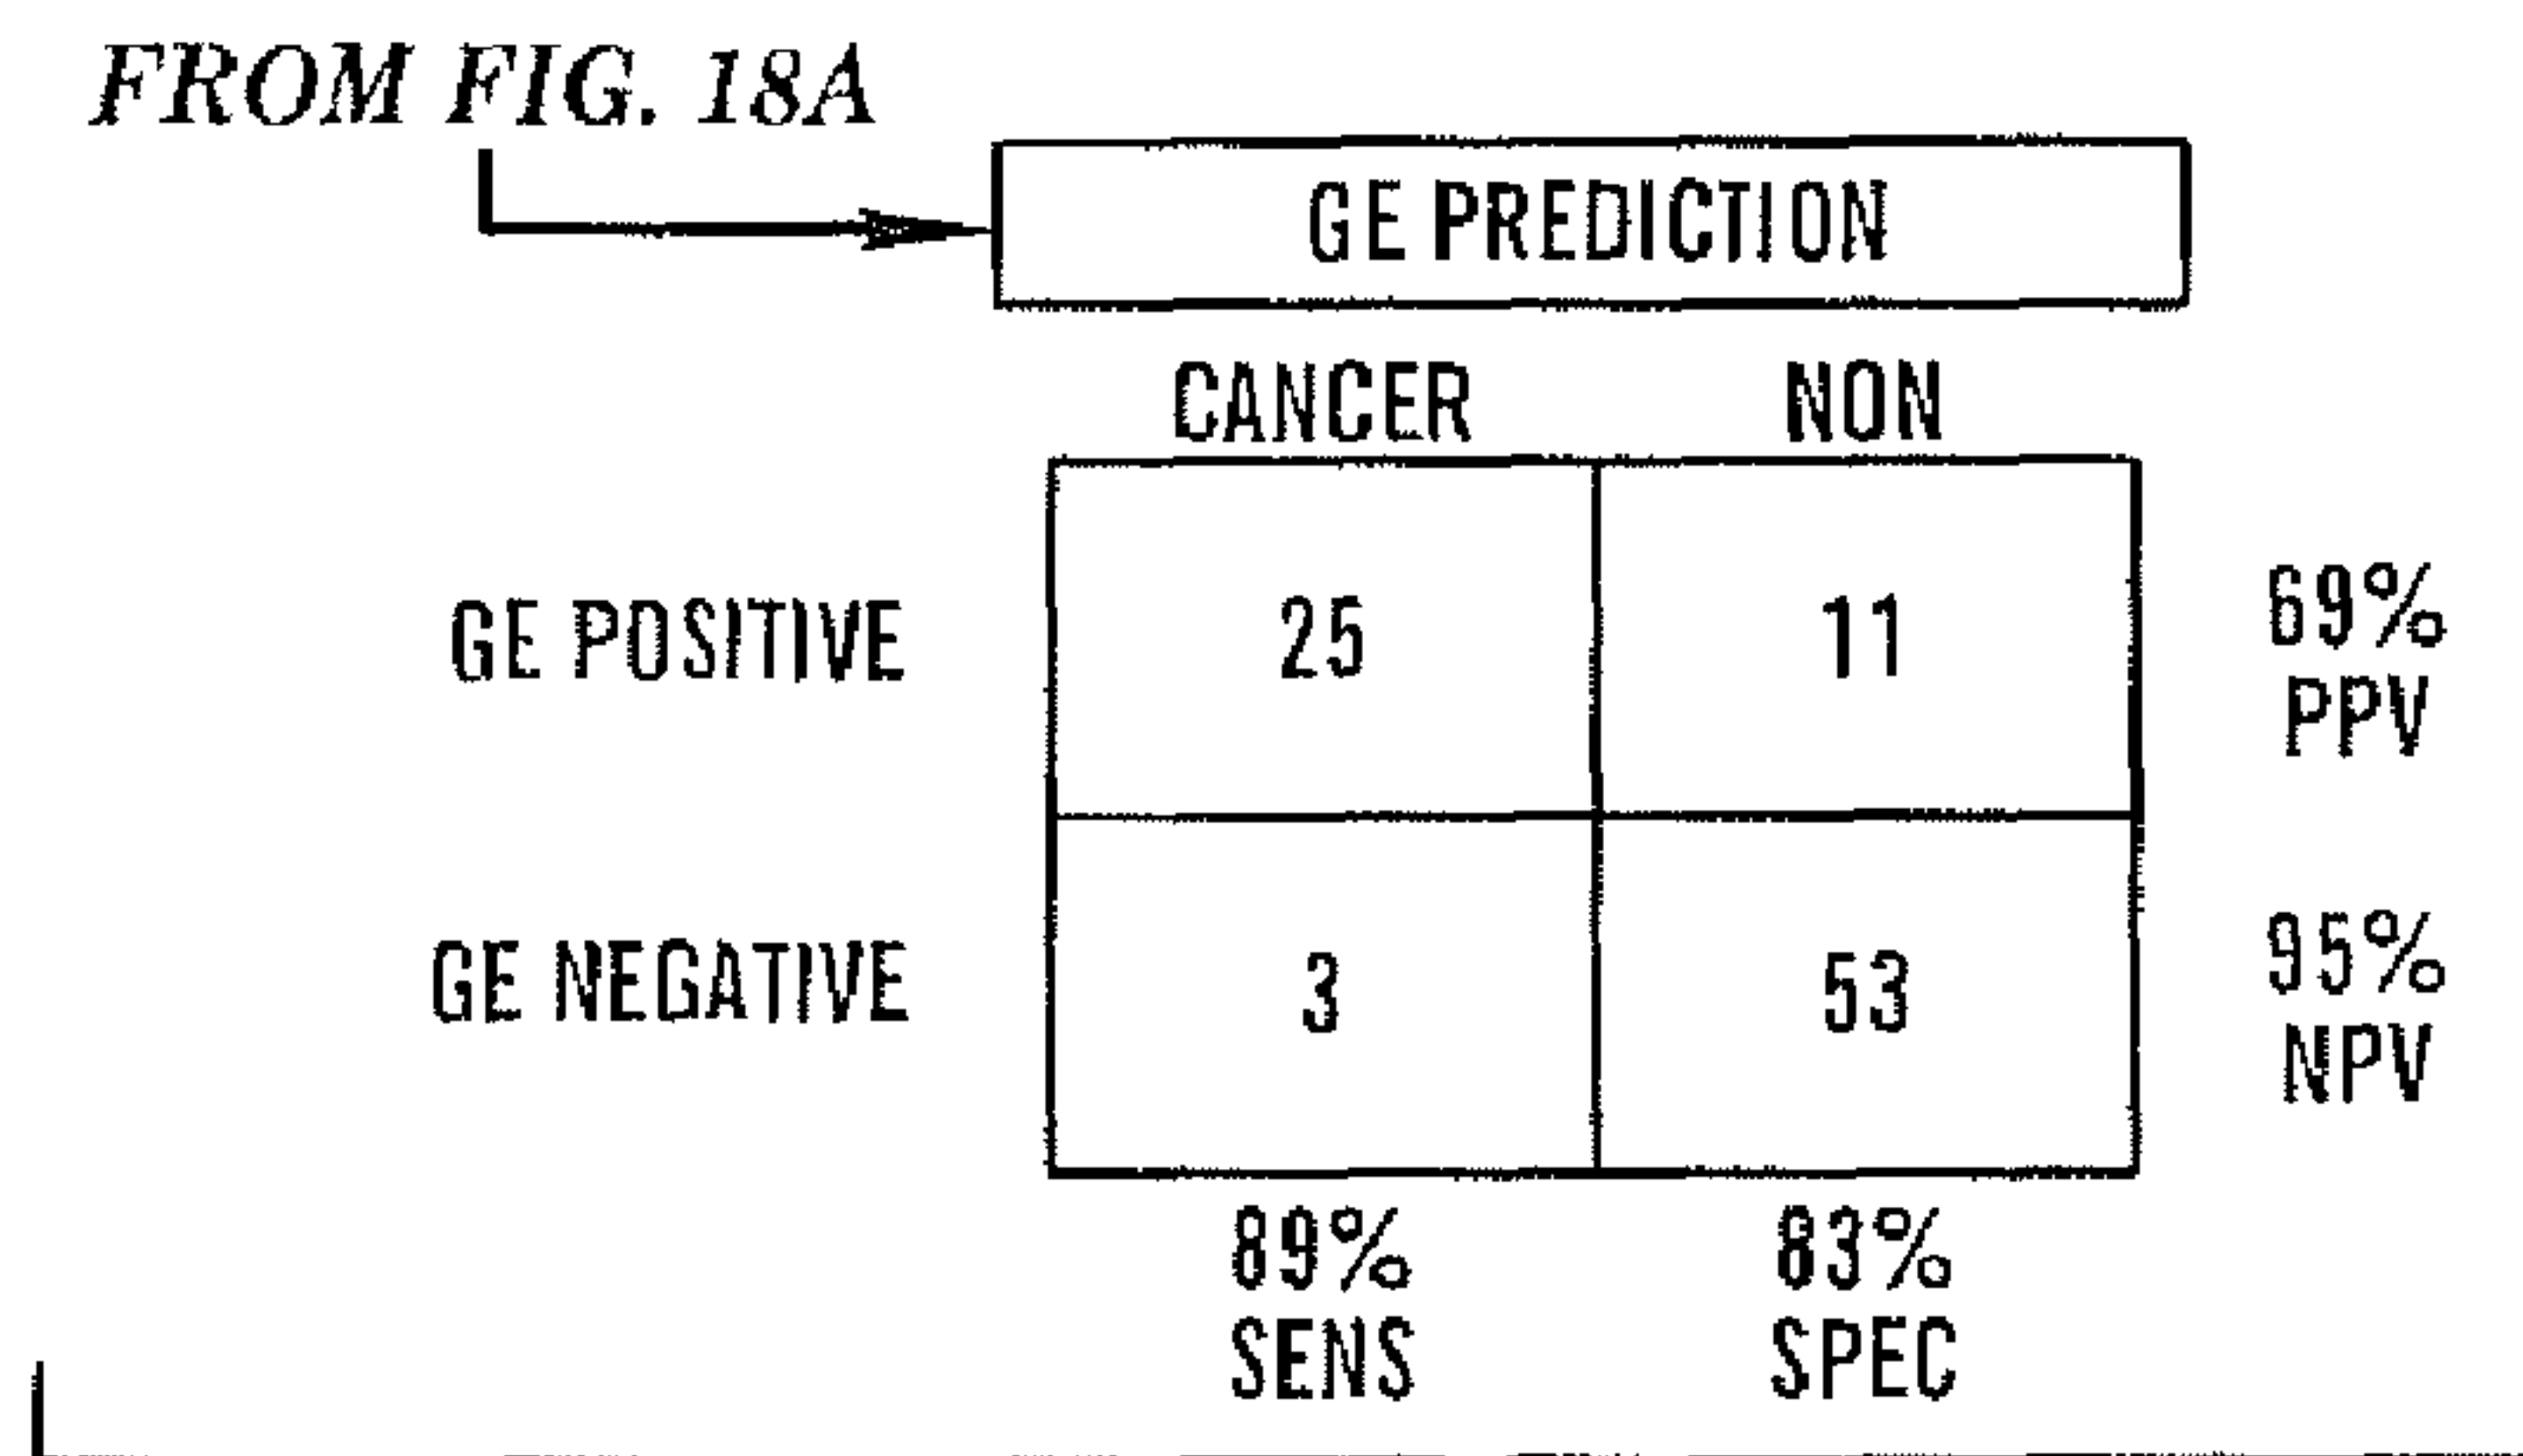 FROM FIG. 18A
GE PREDICTION
CANCER NON
GE POSITIVE 25 11 69% PPV
GE NEGATIVE 3 53 95% NPV
89% SENS 83% SPEC